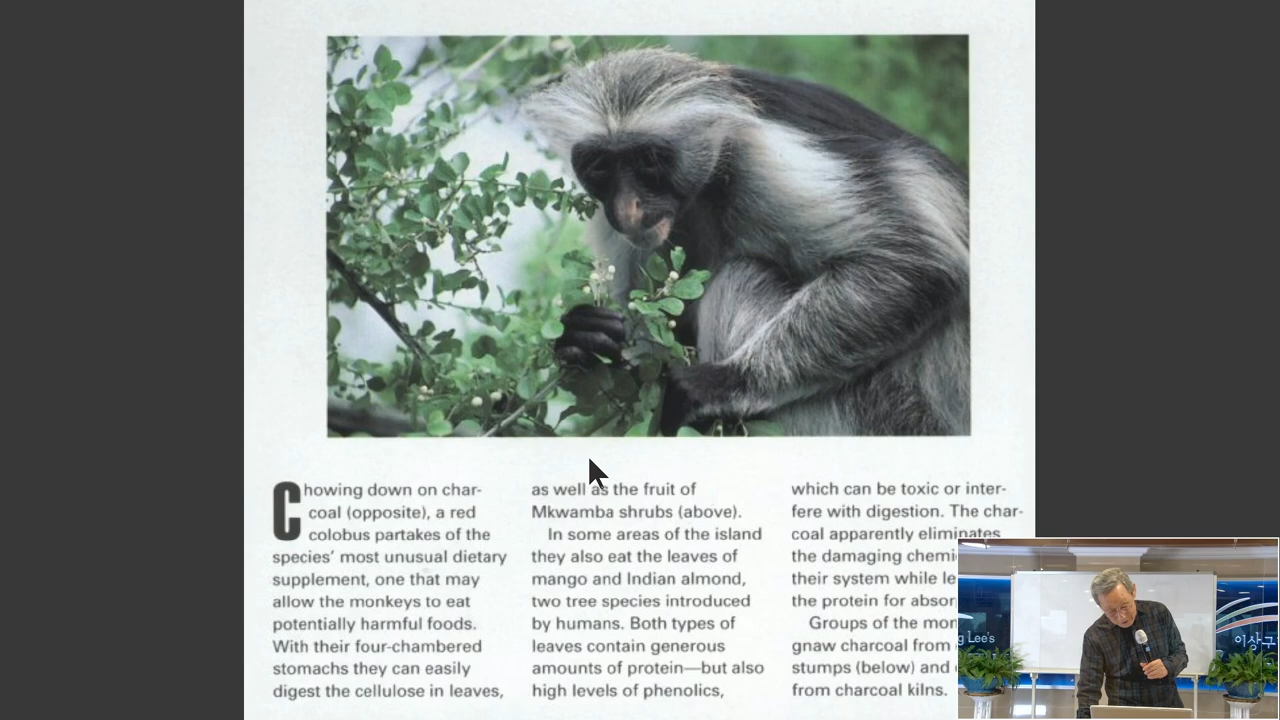 Chowing down on char-
coal (opposite), a red
colobus partakes of the
species' most unusual dietary
supplement, one that may
allow the monkeys to eat
potentially harmful foods.
With their four-chambered
stomachs they can easily
digest the cellulose in leaves,
as well as the fruit of
Mkwamba shrubs (above).
In some areas of the island
they also eat the leaves of
mango and Indian almond,
two tree species introduced
by humans. Both types of
leaves contain generous
amounts of protein—but also
high levels of phenolics,
which can be toxic or inter-
fere with digestion. The char-
coal apparently eliminates
the damaging chemi
their system while le
the protein for absor
Groups of the mon
gnaw charcoal from
stumps (below) and
from charcoal kilns.
g Lee's
이상구